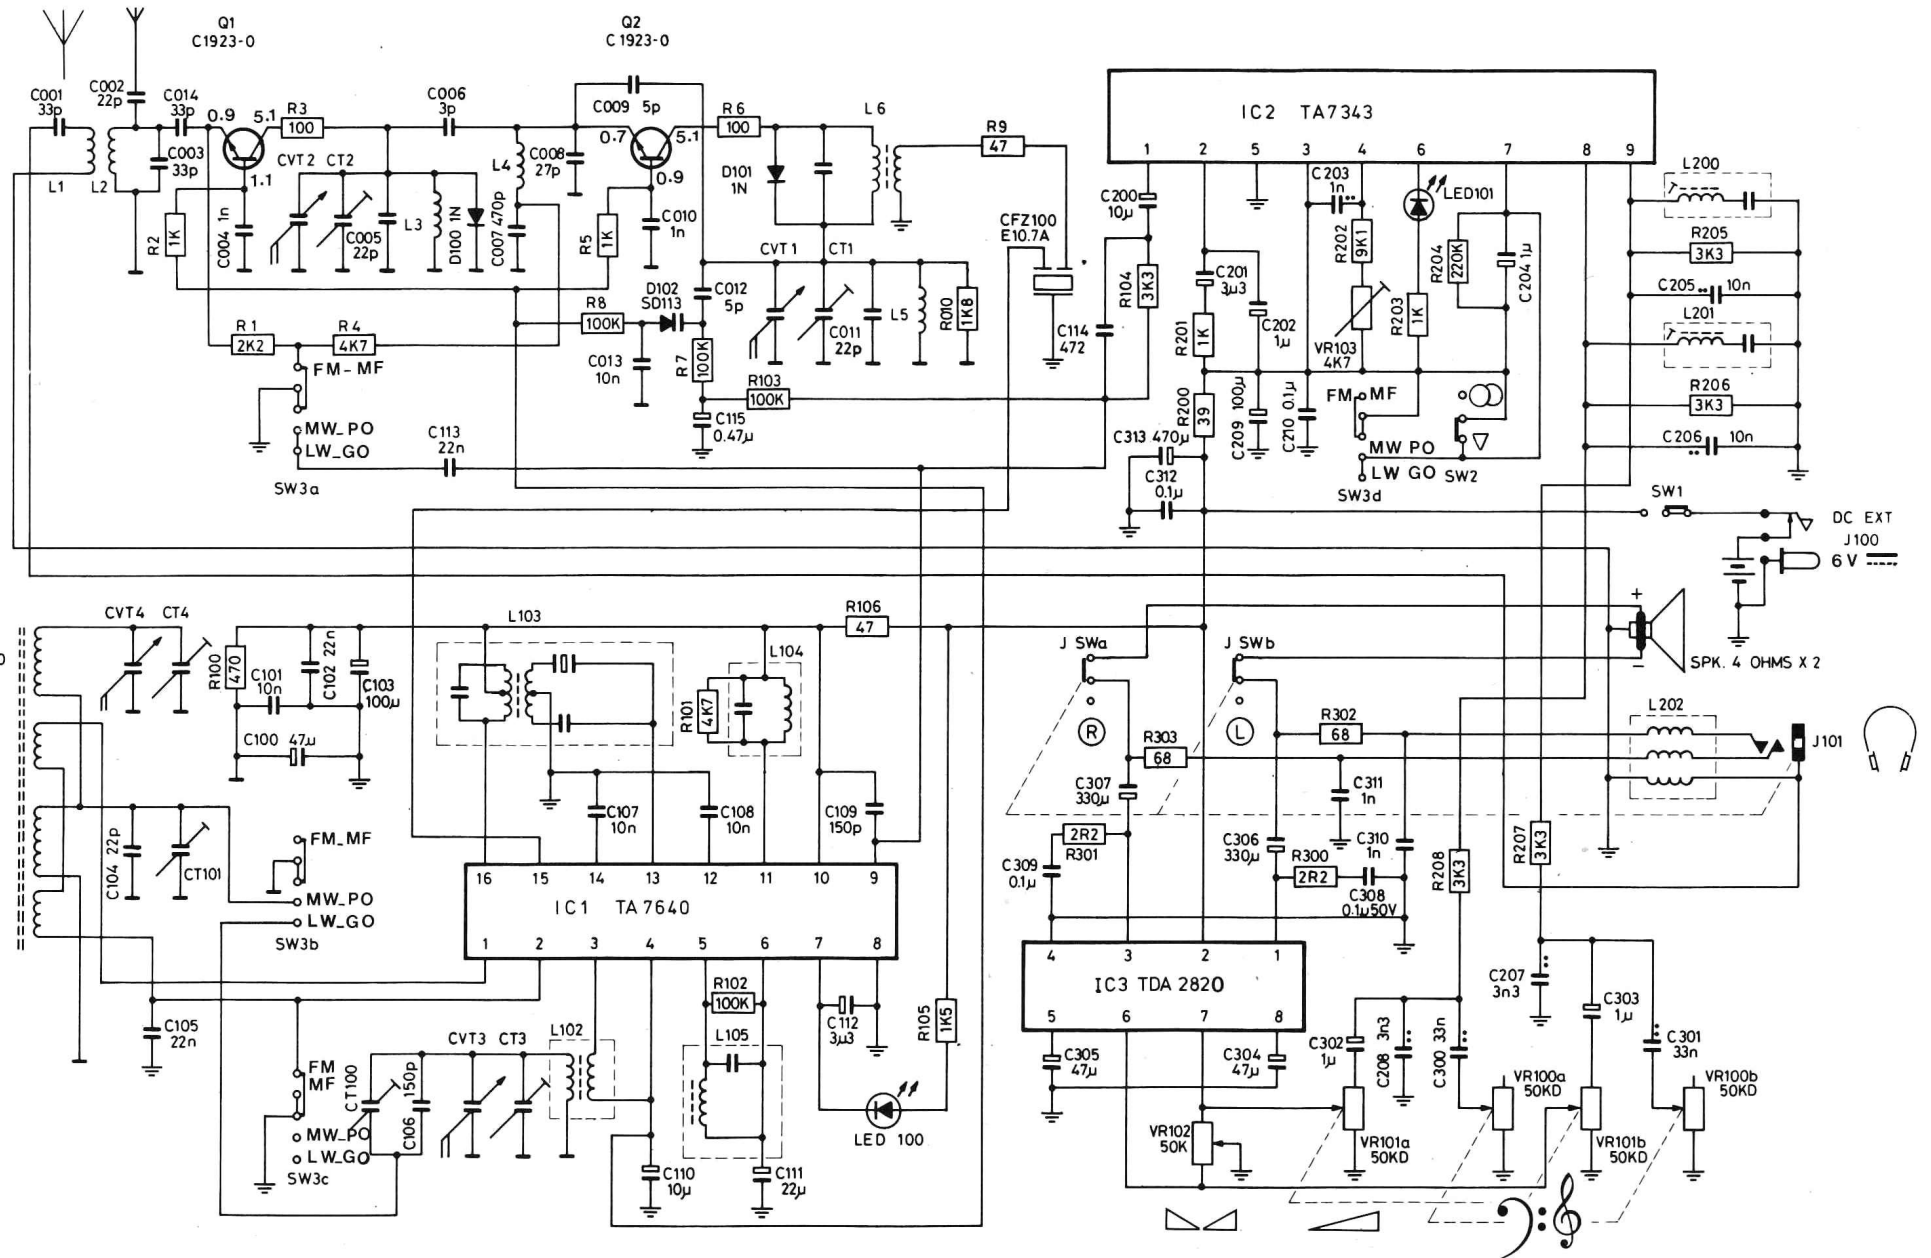 Q1
C1923-0
Q2
C1923-0
C001
33p
C002
22p
C014
33p
0.9
5.1
R3
100
C006
3p
C009 5p
0.7
5.1
R6
100
L6
R9
47
IC2 TA7343
1 2 5 3 4 6 7 8 9
L1
L2
C003
33p
1.1
CVT2
CT2
L4
C008
27p
0.9
D101
1N
R2
1K
C004 1n
C005
22p
L3
D100 1N
C007 470p
R5
1K
C010
1n
CFZ100
E10.7A
C200
10µ
C203
1n
LED101
L200
R202
9K1
R204
220K
C204 1µ
R205
3K3
C205 10n
L201
R206
3K3
C206 10n
CVT1
CT1
C012
5p
D102
SD113
R8
100K
C013
10n
R7
100K
C011
22p
L5
R010
1K8
R104
3K3
C114
472
C201
3µ3
R201
1K
C202
1µ
VR103
4K7
R203
1K
R1
2K2
R4
4K7
FM-MF
MW_PO
LW_GO
SW3a
C113
22n
R103
100K
C115
0.47µ
R200
39
C209 100µ
C210 0.1µ
FM MF
MW PO
LW GO
SW3d
SW2
C313 470µ
C312
0.1µ
SW1
DC EXT
J100
6V
CVT4
CT4
R100
470
C101
10n
C102 22n
C103
100µ
C100 47µ
L103
R106
47
L104
R101
4K7
J SWa
J SWb
+
−
SPK. 4 OHMS X 2
R
L
R302
68
R303
68
L202
J101
C307
330µ
C311
1n
C107
10n
C108
10n
C109
150p
R301
2R2
C309
0.1µ
C306
330µ
C310
1n
R300
2R2
C308
0.1µ50V
R208
3K3
R207
3K3
C104 22p
CT101
FM_MF
MW_PO
LW_GO
SW3b
16 15 14 13 12 11 10 9
IC1 TA7640
1 2 3 4 5 6 7 8
4 3 2 1
IC3 TDA 2820
5 6 7 8
C105
22n
R102
100K
C112
3µ3
R105
1K5
C207
3n3
C303
1µ
C301
33n
C302
1µ
C208 3n3
C300 33n
C305
47µ
C304
47µ
FM
MF
MW_PO
LW_GO
SW3c
CT100
C106 150p
CVT3
CT3
L102
L105
LED 100
C110
10µ
C111
22µ
VR102
50K
VR101a
50KD
VR100a
50KD
VR101b
50KD
VR100b
50KD